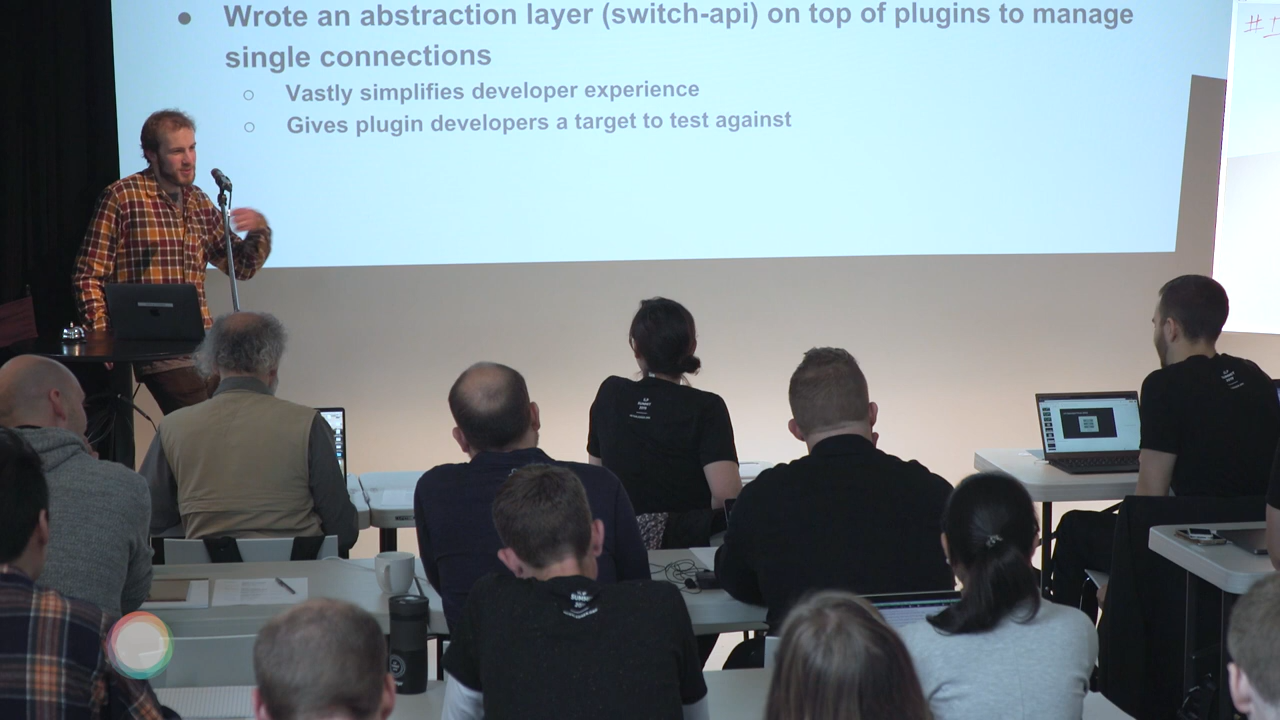 ● Wrote an abstraction layer (switch-api) on top of plugins to manage
single connections
○ Vastly simplifies developer experience
○ Gives plugin developers a target to test against
SUMMIT